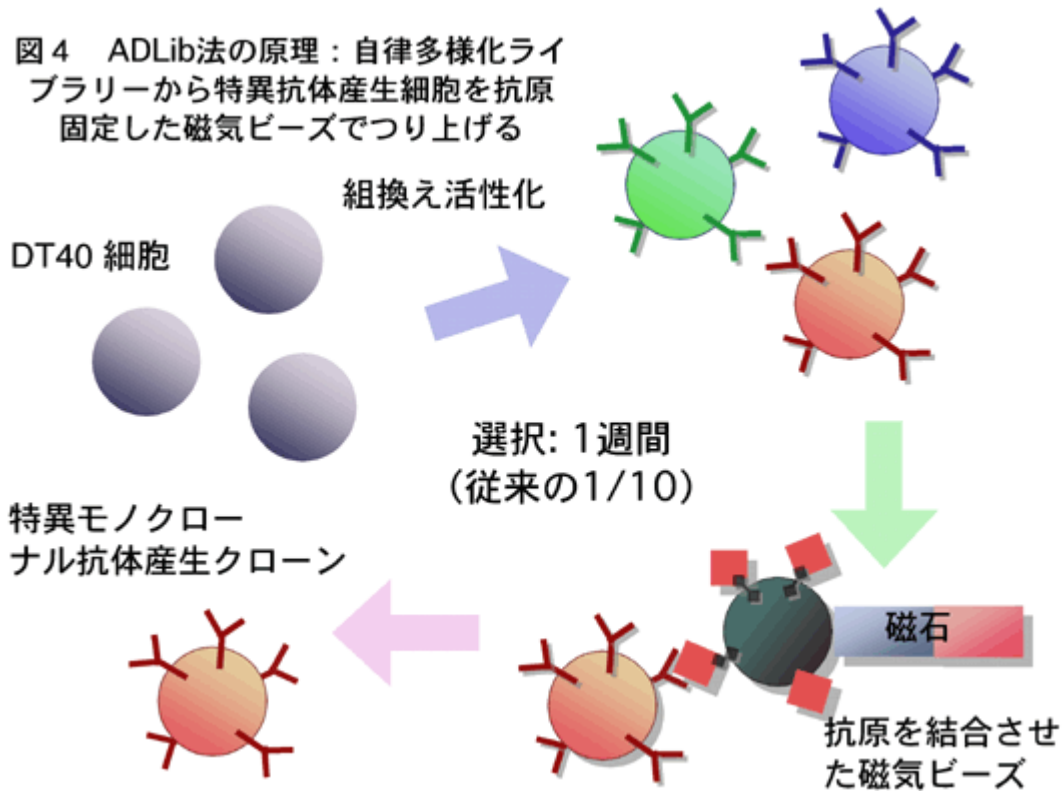 図4 ADLib法の原理：自律多様化ライ
ブラリーから特異抗体産生細胞を抗原
固定した磁気ビーズでつり上げる
組換え活性化
DT40 細胞
選択: 1週間
（従来の1/10）
特異モノクロー
ナル抗体産生クローン
磁石
抗原を結合させ
た磁気ビーズ